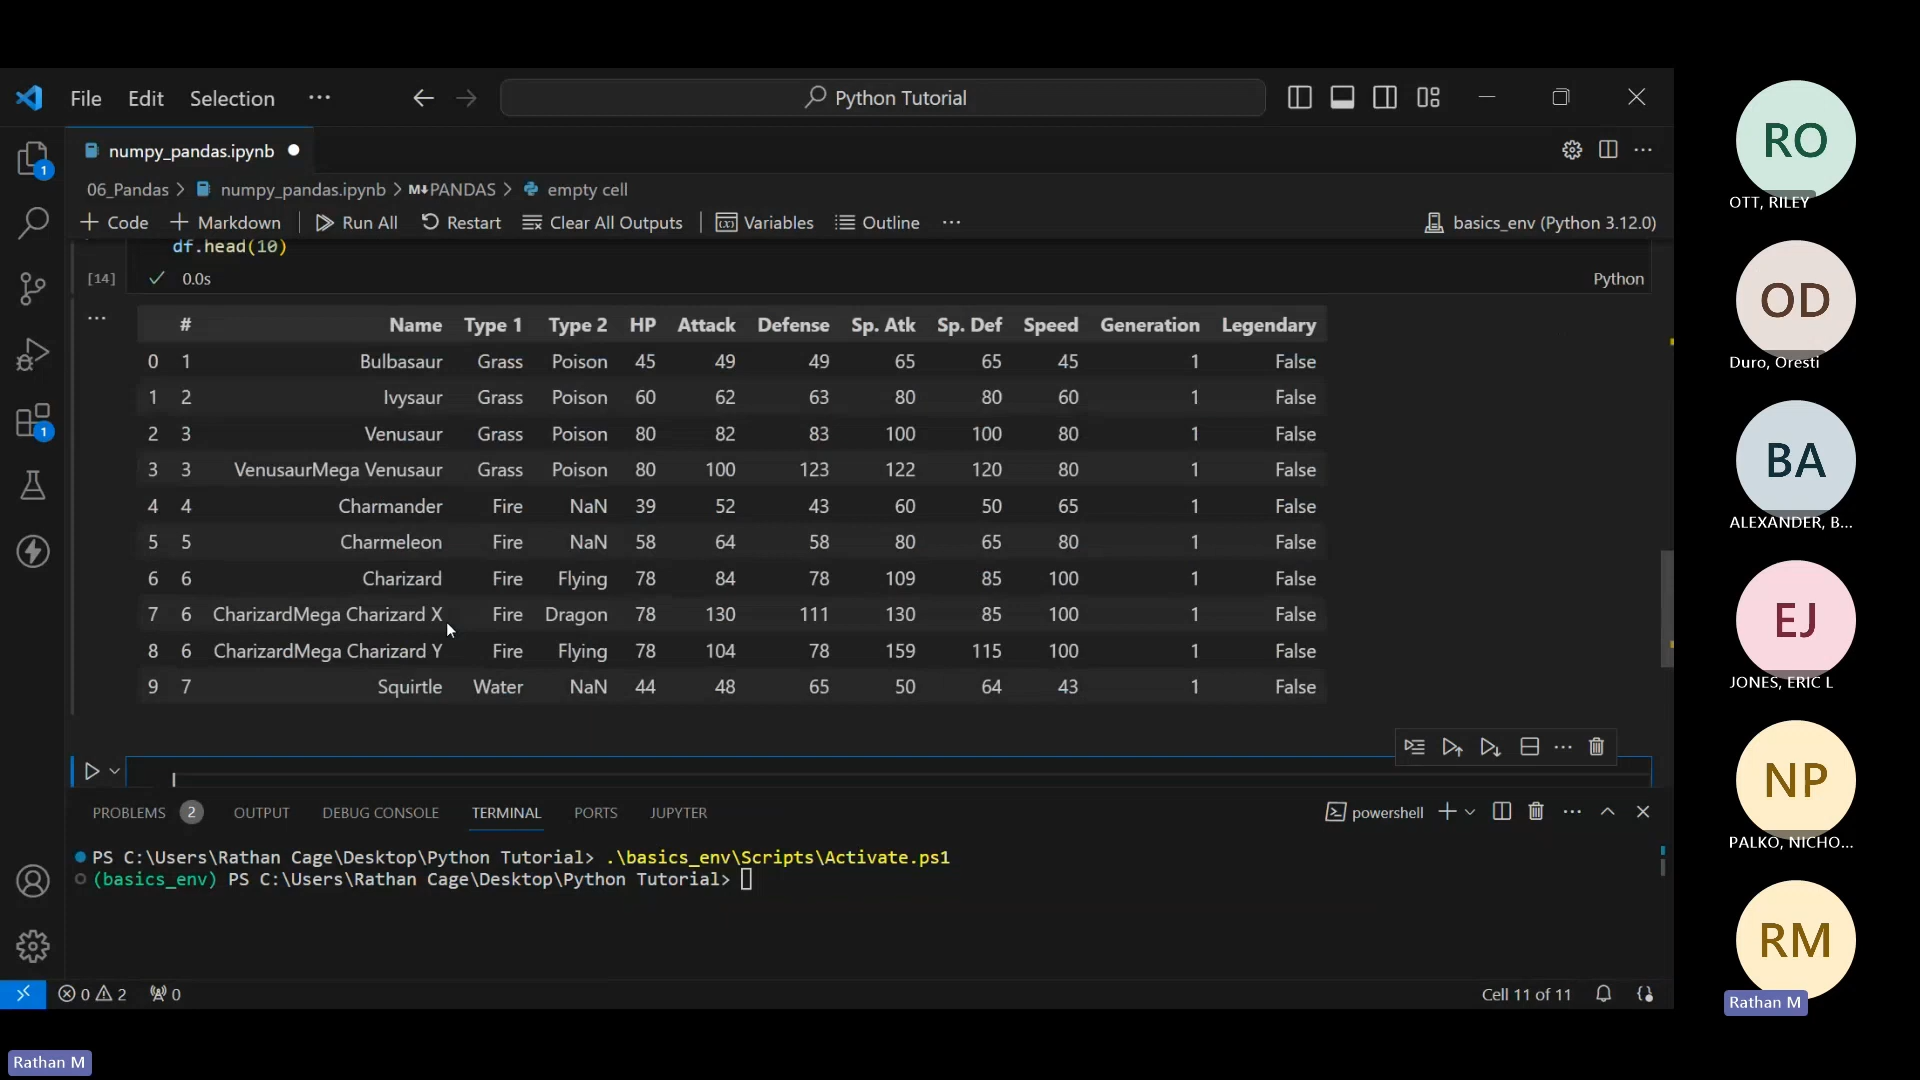 File Edit Selection ··· Python Tutorial
numpy_pandas.ipynb
06_Pandas > numpy_pandas.ipynb > M↓PANDAS > empty cell
+ Code + Markdown Run All Restart Clear All Outputs Variables Outline ··· basics_env (Python 3.12.0)
df.head(10)
[14] ✓ 0.0s Python
# Name Type 1 Type 2 HP Attack Defense Sp. Atk Sp. Def Speed Generation Legendary
0 1 Bulbasaur Grass Poison 45 49 49 65 65 45 1 False
1 2 Ivysaur Grass Poison 60 62 63 80 80 60 1 False
2 3 Venusaur Grass Poison 80 82 83 100 100 80 1 False
3 3 VenusaurMega Venusaur Grass Poison 80 100 123 122 120 80 1 False
4 4 Charmander Fire NaN 39 52 43 60 50 65 1 False
5 5 Charmeleon Fire NaN 58 64 58 80 65 80 1 False
6 6 Charizard Fire Flying 78 84 78 109 85 100 1 False
7 6 CharizardMega Charizard X Fire Dragon 78 130 111 130 85 100 1 False
8 6 CharizardMega Charizard Y Fire Flying 78 104 78 159 115 100 1 False
9 7 Squirtle Water NaN 44 48 65 50 64 43 1 False
PROBLEMS 2 OUTPUT DEBUG CONSOLE TERMINAL PORTS JUPYTER powershell
PS C:\Users\Rathan Cage\Desktop\Python Tutorial> .\basics_env\Scripts\Activate.ps1
(basics_env) PS C:\Users\Rathan Cage\Desktop\Python Tutorial>
0 2 0 Cell 11 of 11
1
1
RO
OTT, RILEY
OD
Duro, Oresti
BA
ALEXANDER, B...
EJ
JONES, ERIC L
NP
PALKO, NICHO...
RM
Rathan M
Rathan M